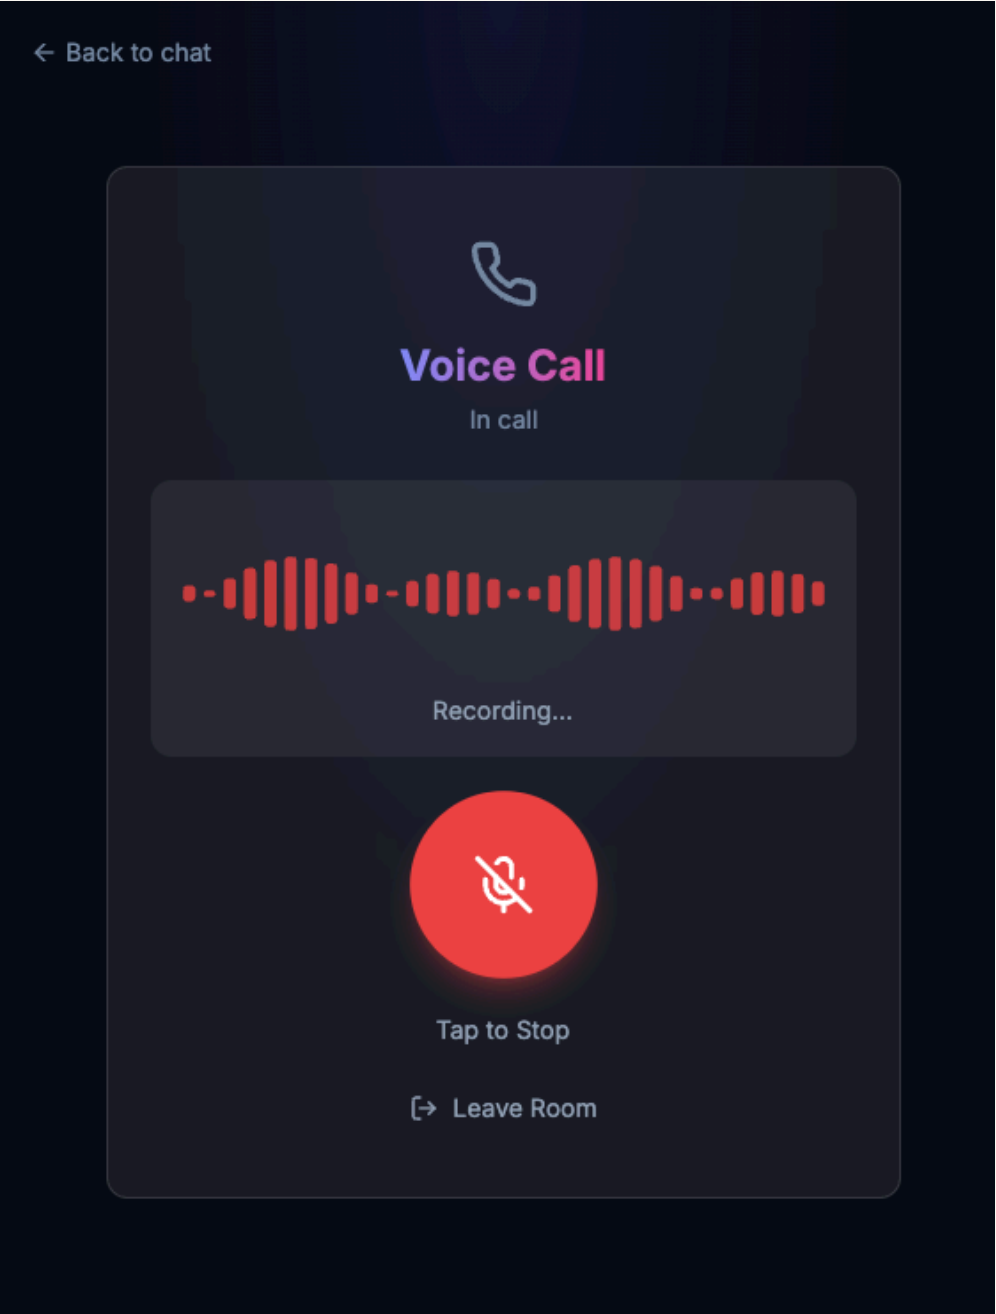 Back to chat
Voice Call
In call
Recording...
Tap to Stop
Leave Room